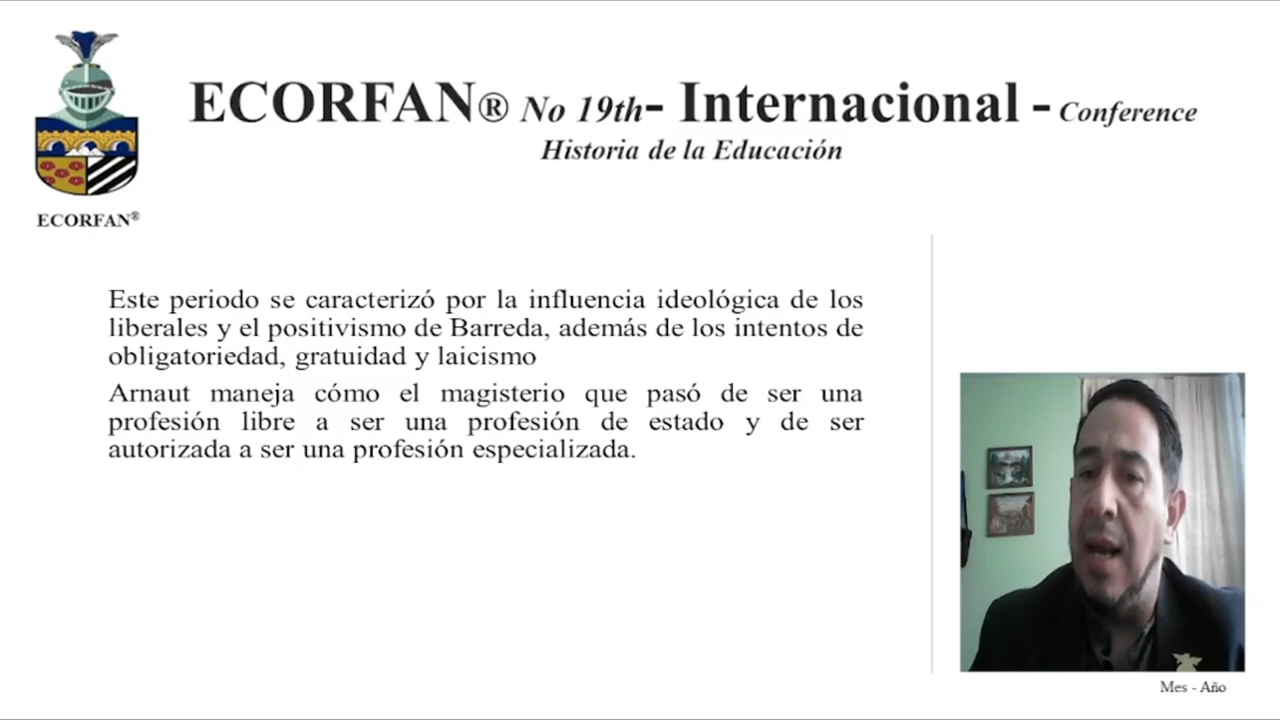 ECORFAN® No 19th- Internacional - Conference
Historia de la Educación
ECORFAN®
Este periodo se caracterizó por la influencia ideológica de los
liberales y el positivismo de Barreda, además de los intentos de
obligatoriedad, gratuidad y laicismo
Arnaut maneja cómo el magisterio que pasó de ser una
profesión libre a ser una profesión de estado y de ser
autorizada a ser una profesión especializada.
Mes - Año